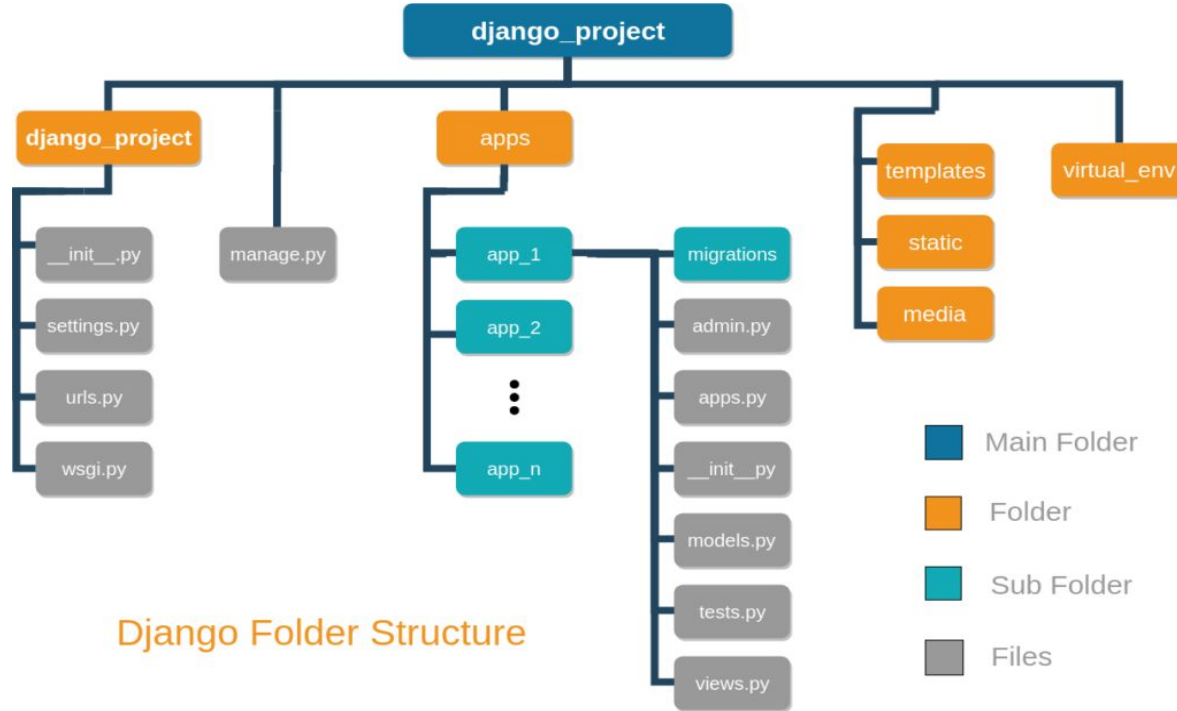 django_project
django_project
apps
templates
virtual_env
static
media
__init__.py
manage.py
settings.py
urls.py
wsgi.py
app_1
app_2
app_n
migrations
admin.py
apps.py
__init__py
models.py
tests.py
views.py
Main Folder
Folder
Sub Folder
Files
Django Folder Structure